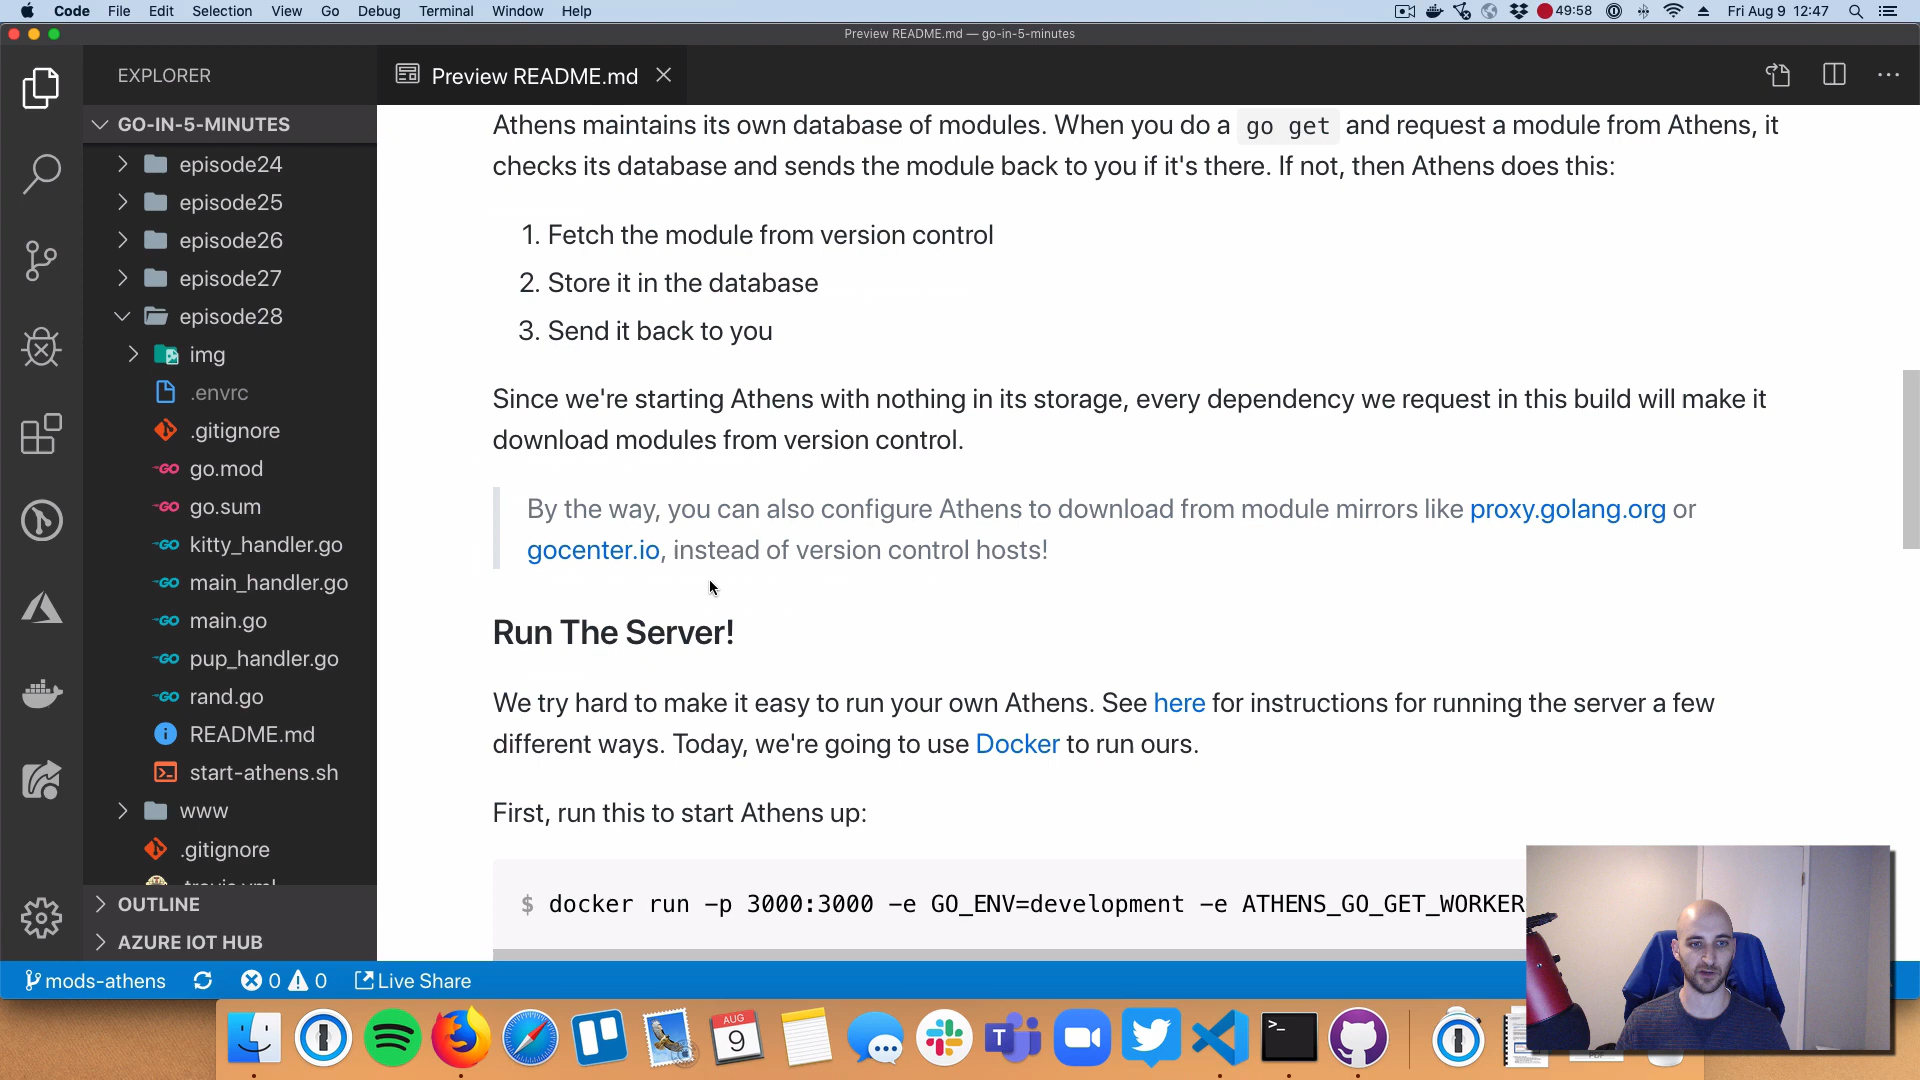 Code File Edit Selection View Go Debug Terminal Window Help
49:58 Fri Aug 9 12:47
Preview README.md — go-in-5-minutes
EXPLORER
Preview README.md
GO-IN-5-MINUTES
episode24
episode25
episode26
episode27
episode28
img
.envrc
.gitignore
go.mod
go.sum
kitty_handler.go
main_handler.go
main.go
pup_handler.go
rand.go
README.md
start-athens.sh
www
.gitignore
.travis.yml
OUTLINE
AZURE IOT HUB
Athens maintains its own database of modules. When you do a go get and request a module from Athens, it
checks its database and sends the module back to you if it's there. If not, then Athens does this:
1. Fetch the module from version control
2. Store it in the database
3. Send it back to you
Since we're starting Athens with nothing in its storage, every dependency we request in this build will make it
download modules from version control.
By the way, you can also configure Athens to download from module mirrors like proxy.golang.org or
gocenter.io, instead of version control hosts!
Run The Server!
We try hard to make it easy to run your own Athens. See here for instructions for running the server a few
different ways. Today, we're going to use Docker to run ours.
First, run this to start Athens up:
$ docker run -p 3000:3000 -e GO_ENV=development -e ATHENS_GO_GET_WORKER
mods-athens 0 0 Live Share
AUG
9